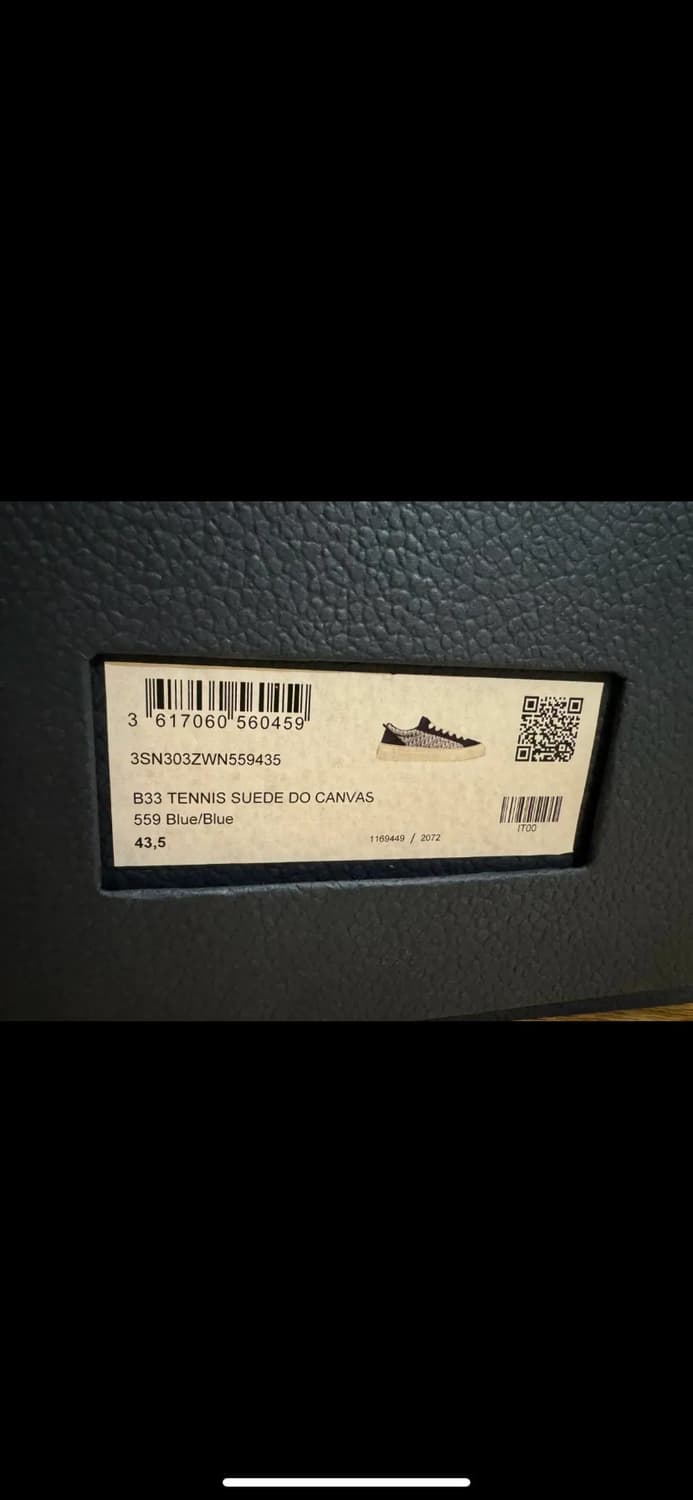 3 617060 560459
3SN303ZWN559435
B33 TENNIS SUEDE DO CANVAS
559 Blue/Blue
43,5
1169449 / 2072
IT00